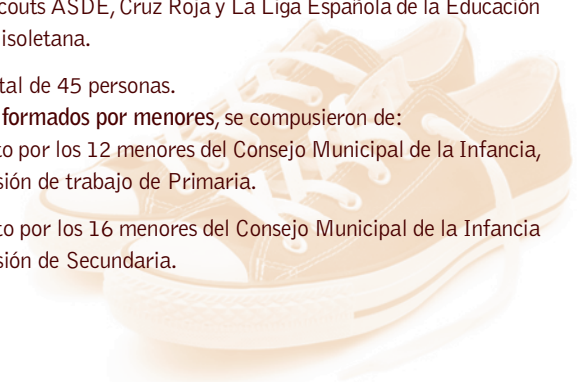 couts ASDE, Cruz Roja y La Liga Española de la Educación
isoletana.
tal de 45 personas.
formados por menores, se compusieron de:
to por los 12 menores del Consejo Municipal de la Infancia,
sión de trabajo de Primaria.
to por los 16 menores del Consejo Municipal de la Infancia
sión de Secundaria.